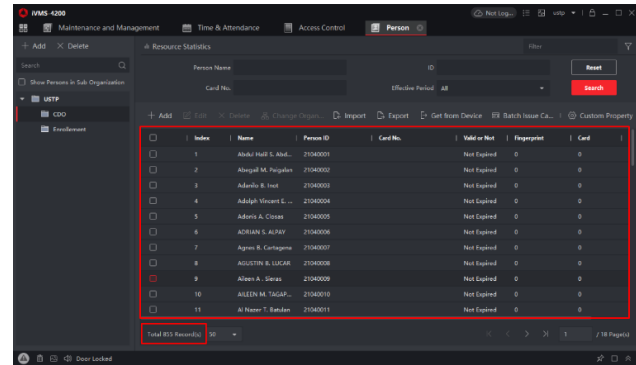 iVMS-4200
Not Log...
Maintenance and Management
Time & Attendance
Access Control
Person
+ Add × Delete
Resource Statistics
Filter
Search
Person Name
ID
Reset
Show Persons in Sub Organization
Card No.
Effective Period All
Search
USTP
CDO
Enrollment
+ Add Edit × Delete Change Organi... Import Export Get from Device Batch Issue Ca... Custom Property
Index Name Person ID Card No. Valid or Not Fingerprint Card
1 Abdul Halil S. Abd... 21040001 Not Expired 0 0
2 Abegail M. Paigalan 21040002 Not Expired 0 0
3 Adanilo B. Inot 21040003 Not Expired 0 0
4 Adolph Vincent E. ... 21040004 Not Expired 0 0
5 Adonis A. Closas 21040005 Not Expired 0 0
6 ADRIAN S. ALPAY 21040006 Not Expired 0 0
7 Agnes B. Cartagena 21040007 Not Expired 0 0
8 AGUSTIN B. LUCAR 21040008 Not Expired 0 0
9 Aileen A. Sieras 21040009 Not Expired 0 0
10 AILEEN M. TAGAP... 21040010 Not Expired 0 0
11 Al Nazer T. Batulan 21040011 Not Expired 0 0
Total 855 Record(s) 50
1 / 18 Page(s)
Door Locked